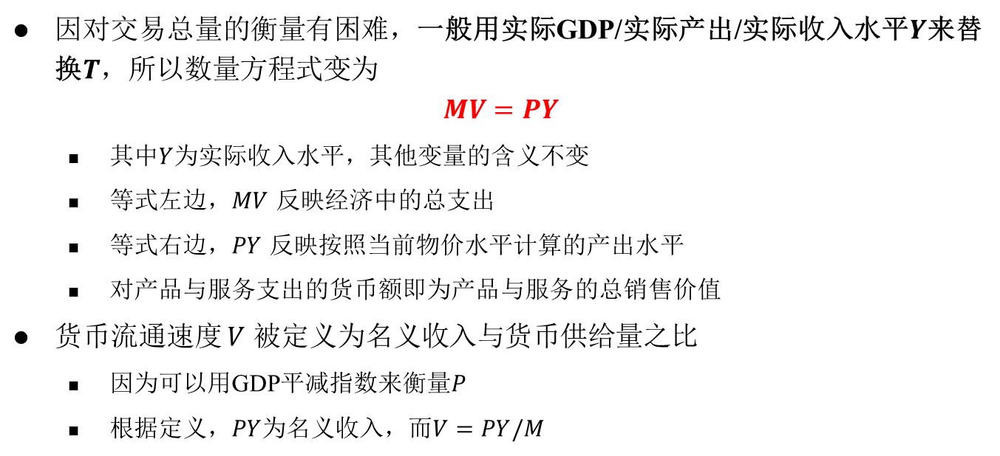 ● 因对交易总量的衡量有困难，一般用实际GDP/实际产出/实际收入水平Y来替
换T，所以数量方程式变为
MV = PY
■ 其中Y为实际收入水平，其他变量的含义不变
■ 等式左边，MV 反映经济中的总支出
■ 等式右边，PY 反映按照当前物价水平计算的产出水平
■ 对产品与服务支出的货币额即为产品与服务的总销售价值
● 货币流通速度V 被定义为名义收入与货币供给量之比
■ 因为可以用GDP平减指数来衡量P
■ 根据定义，PY为名义收入，而V = PY/M